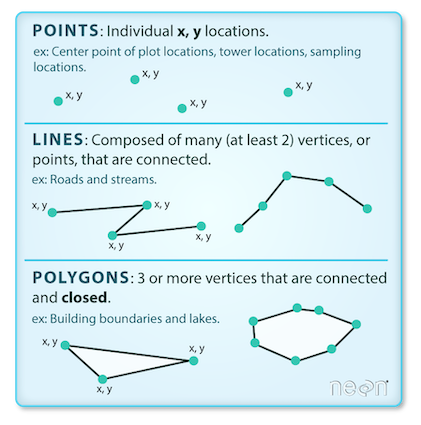 POINTS: Individual x, y locations.
ex: Center point of plot locations, tower locations, sampling
locations.
x, y
x, y
x, y
x, y
LINES: Composed of many (at least 2) vertices, or
points, that are connected.
ex: Roads and streams.
x, y
x, y
x, y
x, y
POLYGONS: 3 or more vertices that are connected
and closed.
ex: Building boundaries and lakes.
x, y
x, y
x, y
neon